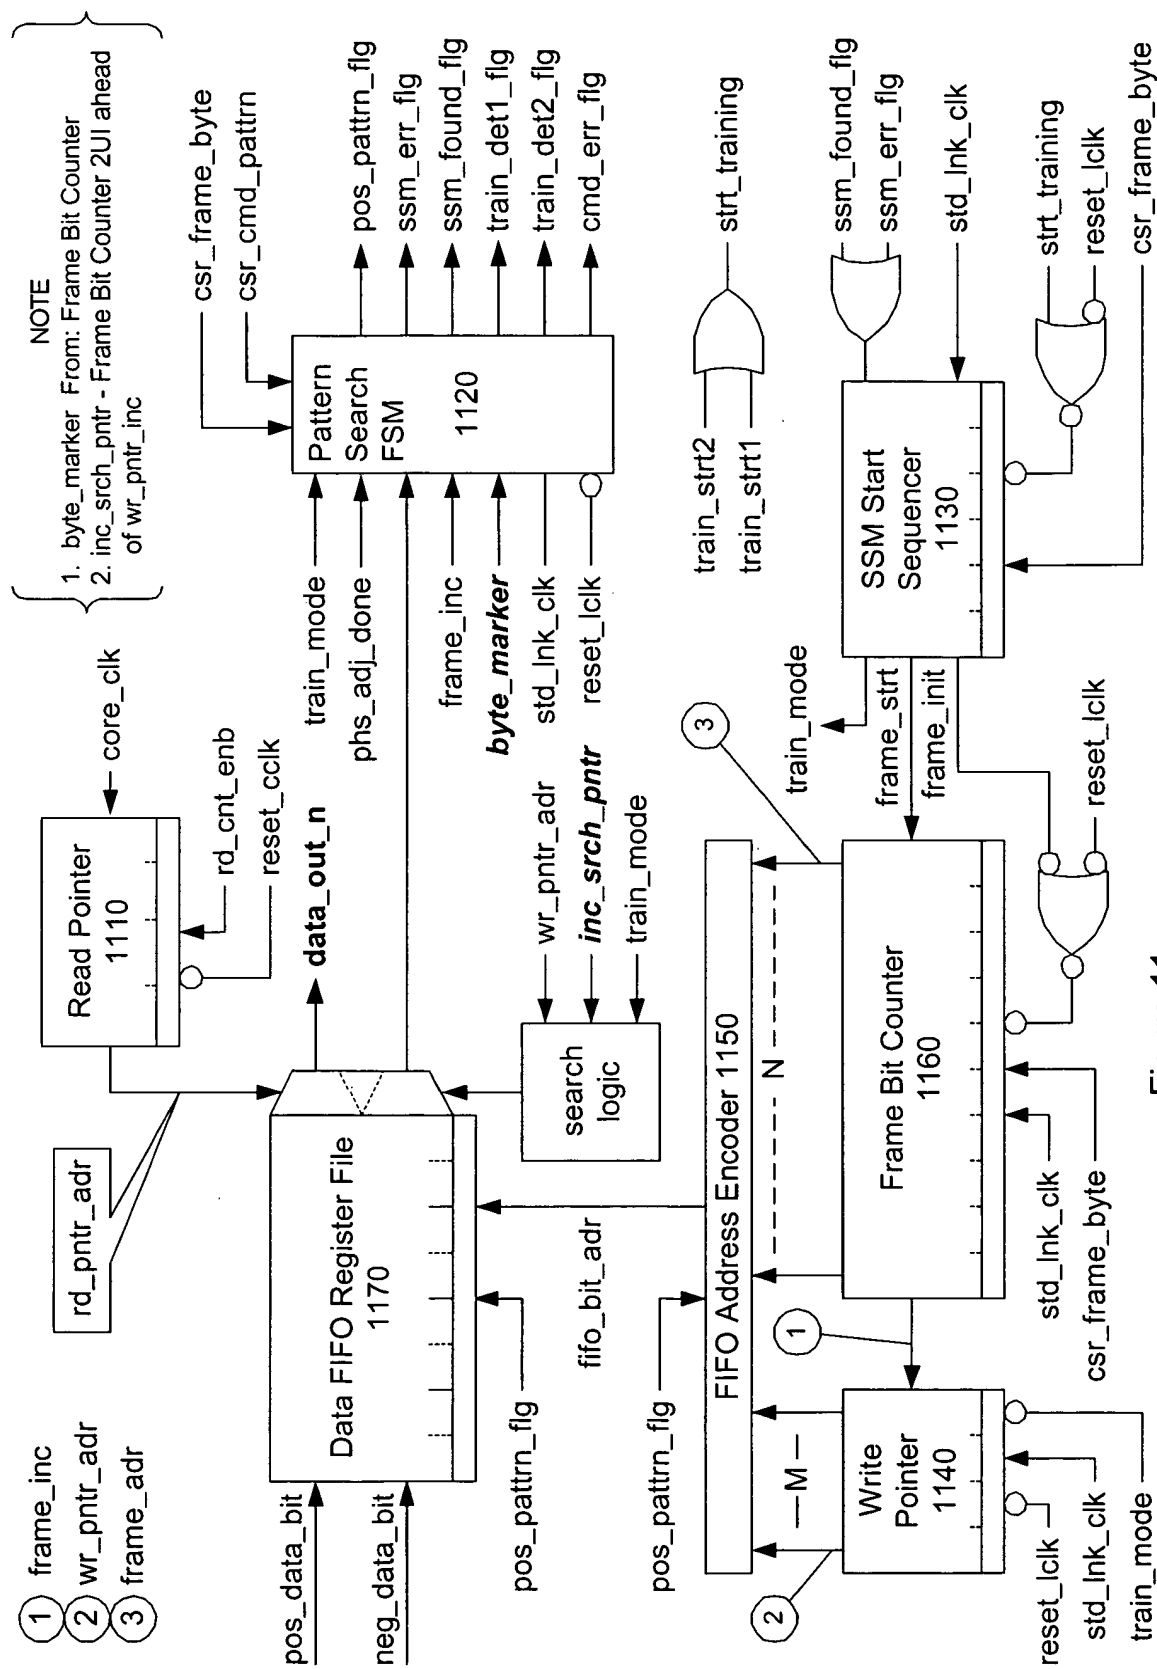 1 frame_inc
2 wr_pntr_adr
3 frame_adr
rd_pntr_adr
Read Pointer
1110
core_clk
rd_cnt_enb
reset_cclk
NOTE
1. byte_marker From: Frame Bit Counter
2. inc_srch_pntr - Frame Bit Counter 2UI ahead
of wr_pntr_inc
pos_data_bit
neg_data_bit
Data FIFO Register File
1170
pos_pattrn_flg
data_out_n
train_mode
phs_adj_done
frame_inc
byte_marker
std_lnk_clk
reset_lclk
csr_frame_byte
csr_cmd_pattrn
Pattern
Search
FSM
1120
pos_pattrn_flg
ssm_err_flg
ssm_found_flg
train_det1_flg
train_det2_flg
cmd_err_flg
search
logic
wr_pntr_adr
inc_srch_pntr
train_mode
fifo_bit_adr
pos_pattrn_flg
FIFO Address Encoder 1150
M
N
train_strt2
train_strt1
strt_training
2
1
3
Write
Pointer
1140
reset_lclk
std_lnk_clk
train_mode
Frame Bit Counter
1160
std_lnk_clk
csr_frame_byte
reset_lclk
train_mode
frame_strt
frame_init
SSM Start
Sequencer
1130
ssm_found_flg
ssm_err_flg
std_lnk_clk
strt_training
reset_lclk
csr_frame_byte